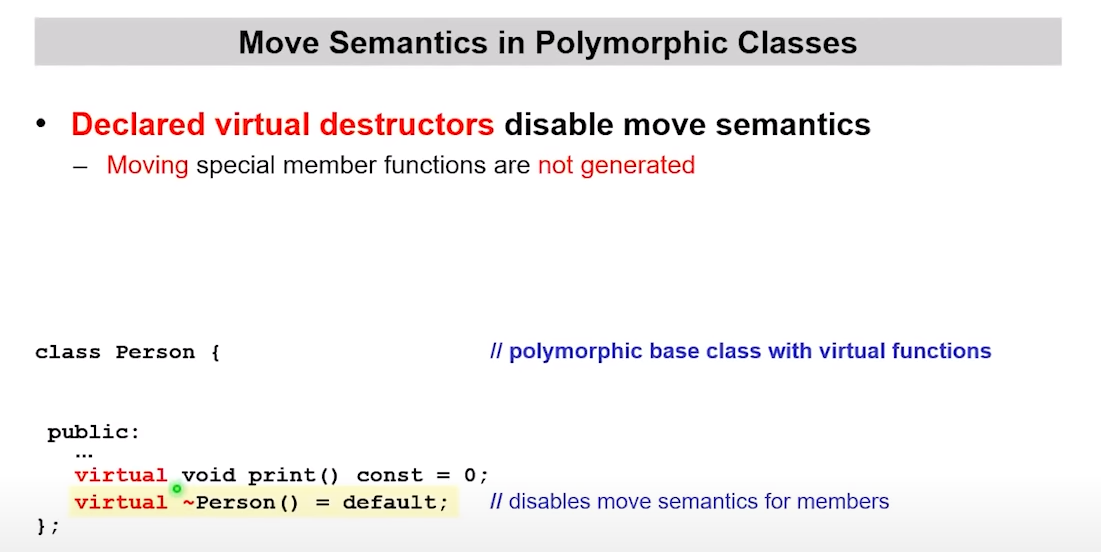 Move Semantics in Polymorphic Classes
• Declared virtual destructors disable move semantics
– Moving special member functions are not generated
class Person { // polymorphic base class with virtual functions
public:
...
virtual void print() const = 0;
virtual ~Person() = default; // disables move semantics for members
};